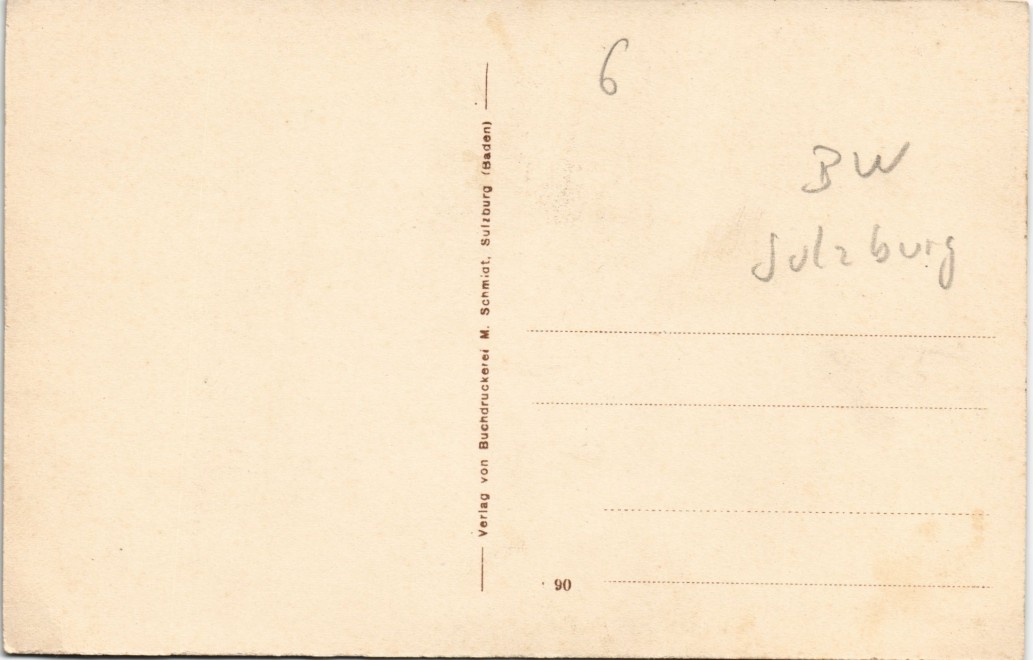 6
BW
Sulzburg
Verlag von Buchdruckerei M. Schmidt, Sulzburg (Baden)
90